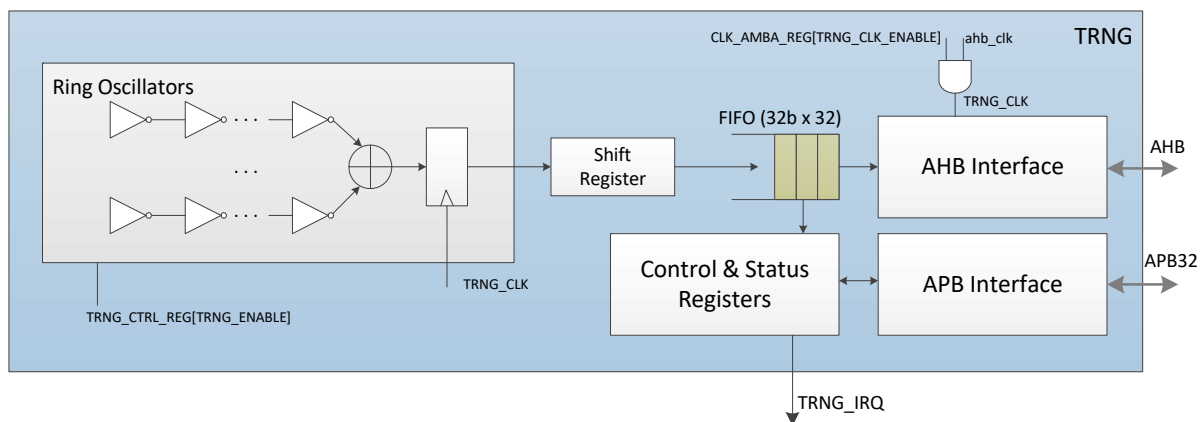 CLK_AMBA_REG[TRNG_CLK_ENABLE]
ahb_clk
TRNG
Ring Oscillators
TRNG_CLK
FIFO (32b x 32)
Shift
Register
AHB Interface
AHB
Control & Status
Registers
APB Interface
APB32
TRNG_CLK
TRNG_CTRL_REG[TRNG_ENABLE]
TRNG_IRQ